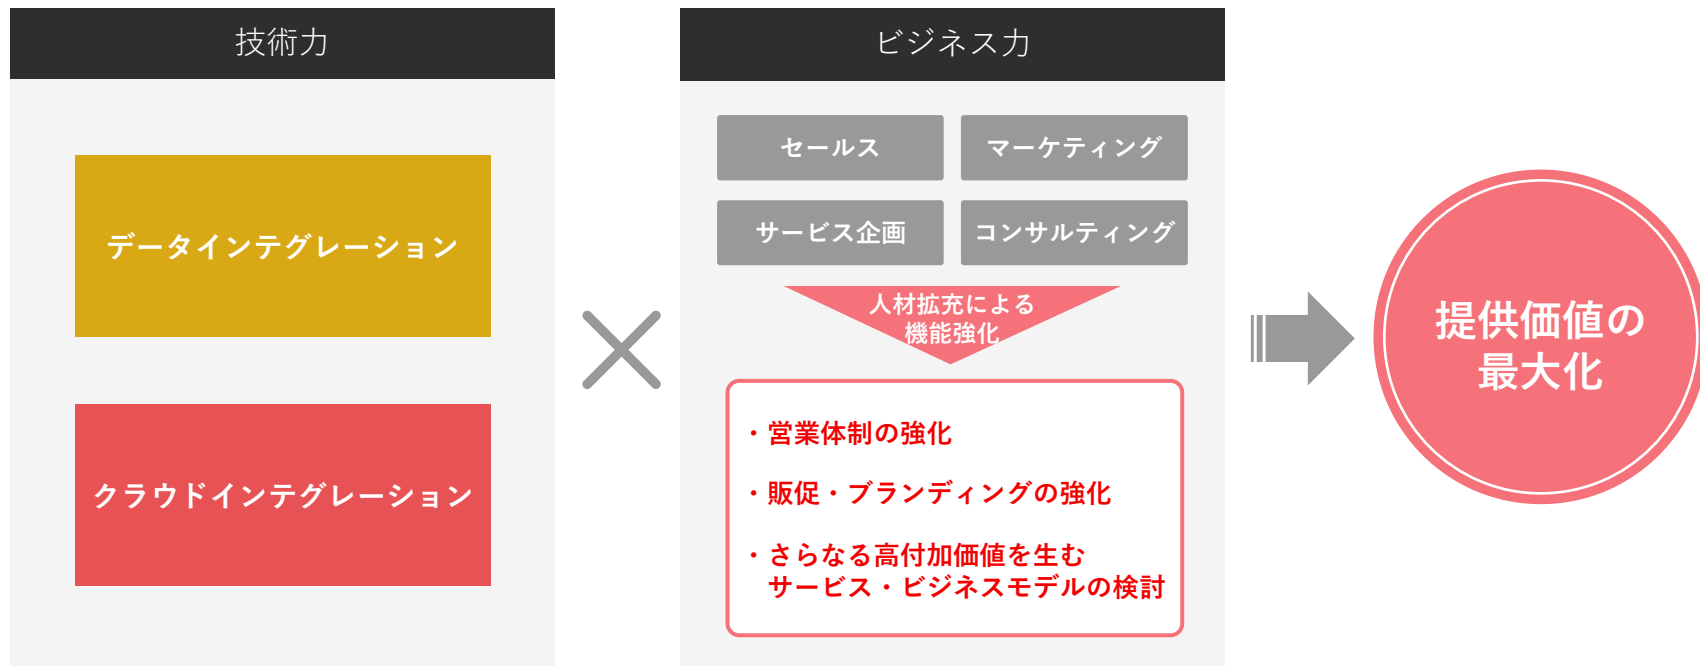 技術力
データインテグレーション
クラウドインテグレーション
ビジネス力
セールス
マーケティング
サービス企画
コンサルティング
人材拡充による
機能強化
・営業体制の強化
・販促・ブランディングの強化
・さらなる高付加価値を生む
サービス・ビジネスモデルの検討
提供価値の
最大化